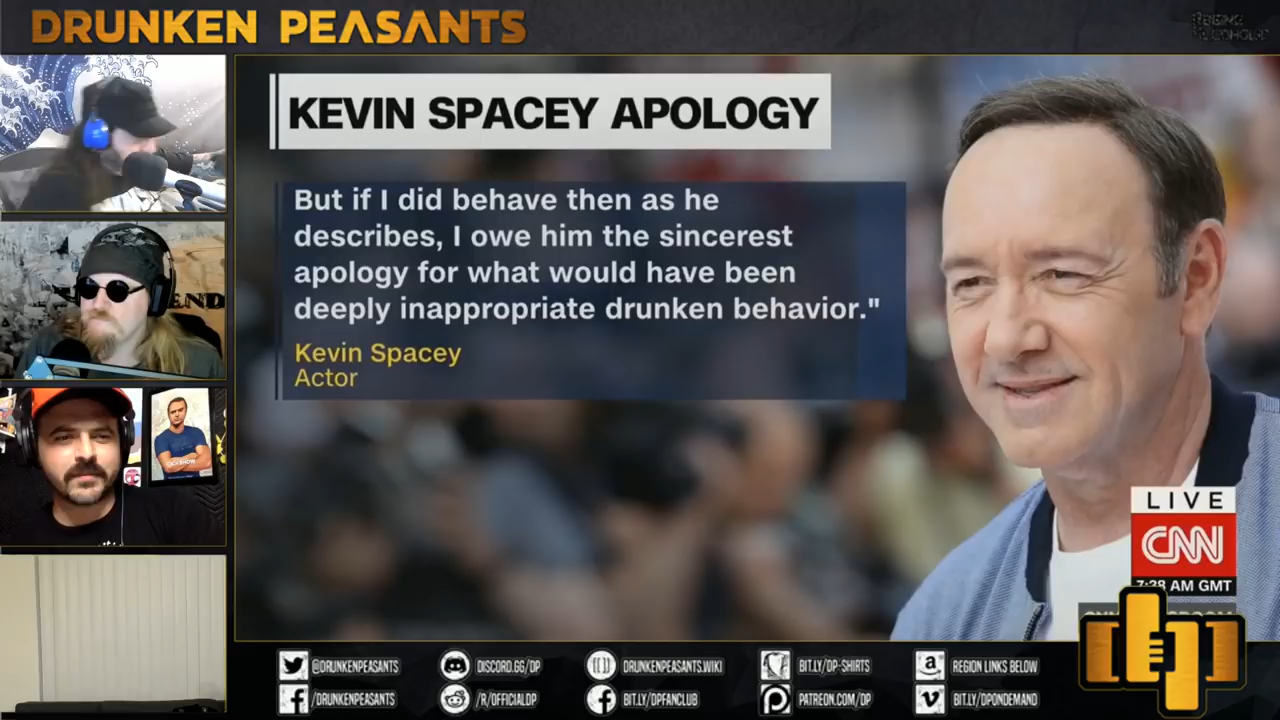 DRUNKEN PEASANTS
KEVIN SPACEY APOLOGY
But if I did behave then as he
describes, I owe him the sincerest
apology for what would have been
deeply inappropriate drunken behavior."
Kevin Spacey
Actor
LIVE
CNN
7:38 AM GMT
@DRUNKENPEASANTS
DISCORD.GG/DP
DRUNKENPEASANTS.WIKI
BIT.LY/DP-SHIRTS
REGION LINKS BELOW
/DRUNKENPEASANTS
/R/OFFICIALDP
BIT.LY/DPFANCLUB
PATREON.COM/DP
BIT.LY/DPONDEMAND